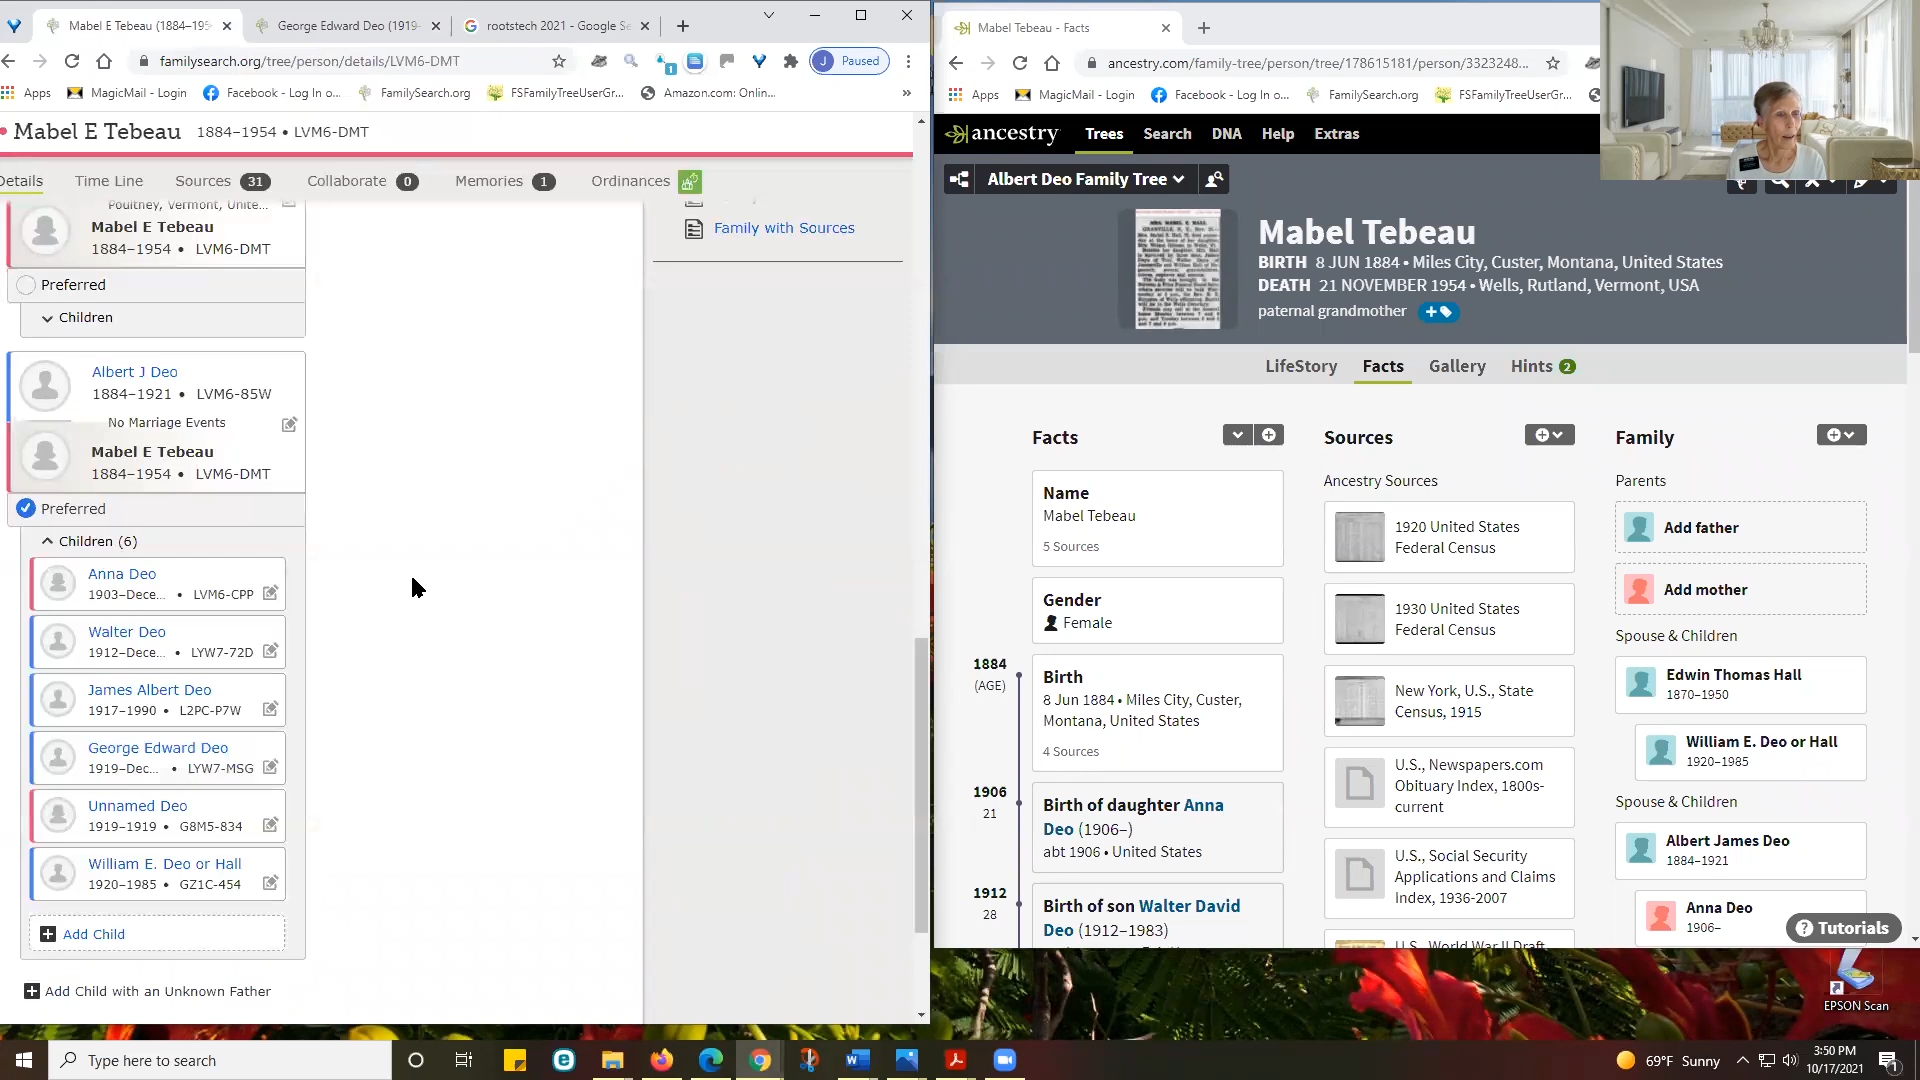 Mabel E Tebeau (1884–195
George Edward Deo (1919-
rootstech 2021 - Google Se
familysearch.org/tree/person/details/LVM6-DMT
J Paused
Apps
MagicMail - Login
Facebook - Log In o...
FamilySearch.org
FSFamilyTreeUserGr...
Amazon.com: Onlin...
»
Mabel E Tebeau 1884–1954 • LVM6-DMT
Details
Time Line
Sources 31
Collaborate 0
Memories 1
Ordinances
Poultney, Vermont, Unite...
Mabel E Tebeau
1884–1954 • LVM6-DMT
Preferred
Children
Albert J Deo
1884–1921 • LVM6-85W
No Marriage Events
Mabel E Tebeau
1884–1954 • LVM6-DMT
Preferred
Children (6)
Anna Deo
1903–Dece... • LVM6-CPP
Walter Deo
1912–Dece... • LYW7-72D
James Albert Deo
1917–1990 • L2PC-P7W
George Edward Deo
1919–Dec... • LYW7-MSG
Unnamed Deo
1919–1919 • G8M5-834
William E. Deo or Hall
1920–1985 • GZ1C-454
Add Child
Add Child with an Unknown Father
Family with Sources
Mabel Tebeau - Facts
ancestry.com/family-tree/person/tree/178615181/person/3323248...
Apps
MagicMail - Login
Facebook - Log In o...
FamilySearch.org
FSFamilyTreeUserGr...
ancestry
Trees
Search
DNA
Help
Extras
Albert Deo Family Tree
Mabel Tebeau
BIRTH 8 JUN 1884 • Miles City, Custer, Montana, United States
DEATH 21 NOVEMBER 1954 • Wells, Rutland, Vermont, USA
paternal grandmother
LifeStory
Facts
Gallery
Hints 2
Facts
Name
Mabel Tebeau
5 Sources
Gender
Female
1884
(AGE)
Birth
8 Jun 1884 • Miles City, Custer,
Montana, United States
4 Sources
1906
21
Birth of daughter Anna
Deo (1906–)
abt 1906 • United States
1912
28
Birth of son Walter David
Deo (1912–1983)
Sources
Ancestry Sources
1920 United States
Federal Census
1930 United States
Federal Census
New York, U.S., State
Census, 1915
U.S., Newspapers.com
Obituary Index, 1800s-
current
U.S., Social Security
Applications and Claims
Index, 1936-2007
U.S., World War II Draft
Family
Parents
Add father
Add mother
Spouse & Children
Edwin Thomas Hall
1870–1950
William E. Deo or Hall
1920–1985
Spouse & Children
Albert James Deo
1884–1921
Anna Deo
1906–
? Tutorials
EPSON Scan
Type here to search
69°F Sunny
3:50 PM
10/17/2021
1